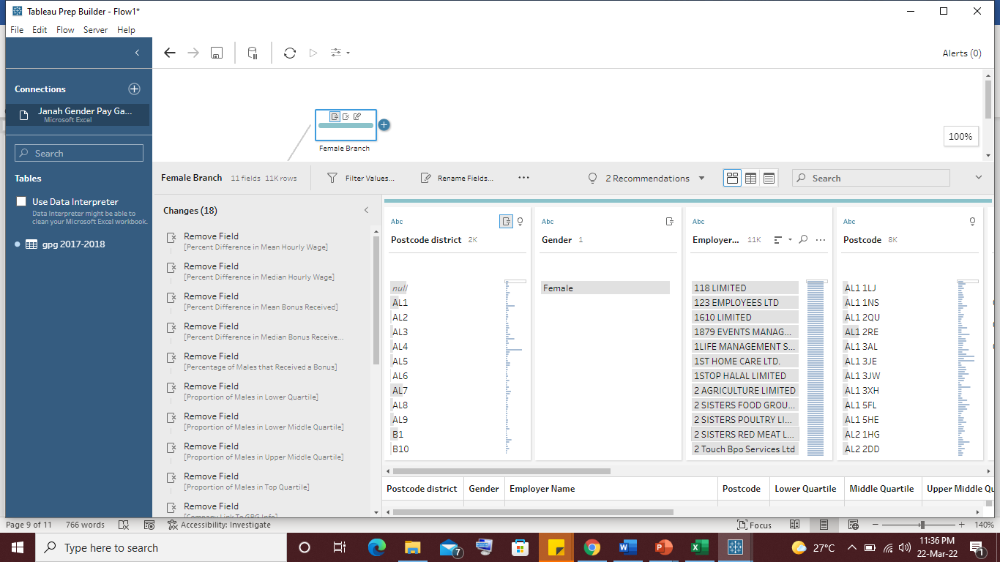 Tableau Prep Builder - Flow1*
File Edit Flow Server Help
Alerts (0)
Connections
Janah Gender Pay Ga...
Microsoft Excel
Search
Tables
Use Data Interpreter
Data Interpreter might be able to
clean your Microsoft Excel workbook.
gpg 2017-2018
Female Branch
100%
Female Branch 11 fields 11K rows Filter Values... Rename Fields... 2 Recommendations Search
Changes (18)
Remove Field
[Percent Difference in Mean Hourly Wage]
Remove Field
[Percent Difference in Median Hourly Wage]
Remove Field
[Percent Difference in Mean Bonus Received]
Remove Field
[Percent Difference in Median Bonus Receive...
Remove Field
[Percentage of Males that Received a Bonus]
Remove Field
[Proportion of Males in Lower Quartile]
Remove Field
[Proportion of Males in Lower Middle Quartile]
Remove Field
[Proportion of Males in Upper Middle Quartile]
Remove Field
[Proportion of Males in Top Quartile]
Remove Field
[Company Link To GPG Info]
Abc
Postcode district 2K
null
AL1
AL2
AL3
AL4
AL5
AL6
AL7
AL8
AL9
B1
B10
Abc
Gender 1
Female
Abc
Employer... 11K
118 LIMITED
123 EMPLOYEES LTD
1610 LIMITED
1879 EVENTS MANAG...
1LIFE MANAGEMENT S...
1ST HOME CARE LTD.
1STOP HALAL LIMITED
2 AGRICULTURE LIMITED
2 SISTERS FOOD GROU...
2 SISTERS POULTRY LI...
2 SISTERS RED MEAT L...
2 Touch Bpo Services Ltd
Abc
Postcode 8K
AL1 1LJ
AL1 1NS
AL1 2QU
AL1 2RE
AL1 3AL
AL1 3JE
AL1 3JW
AL1 3XH
AL1 5FL
AL1 5HE
AL2 1HG
AL2 2DD
Postcode district Gender Employer Name Postcode Lower Quartile Middle Quartile Upper Middle Qu
Page 9 of 11 766 words Accessibility: Investigate Focus 140%
Type here to search 7 27°C 11:36 PM
22-Mar-22 1